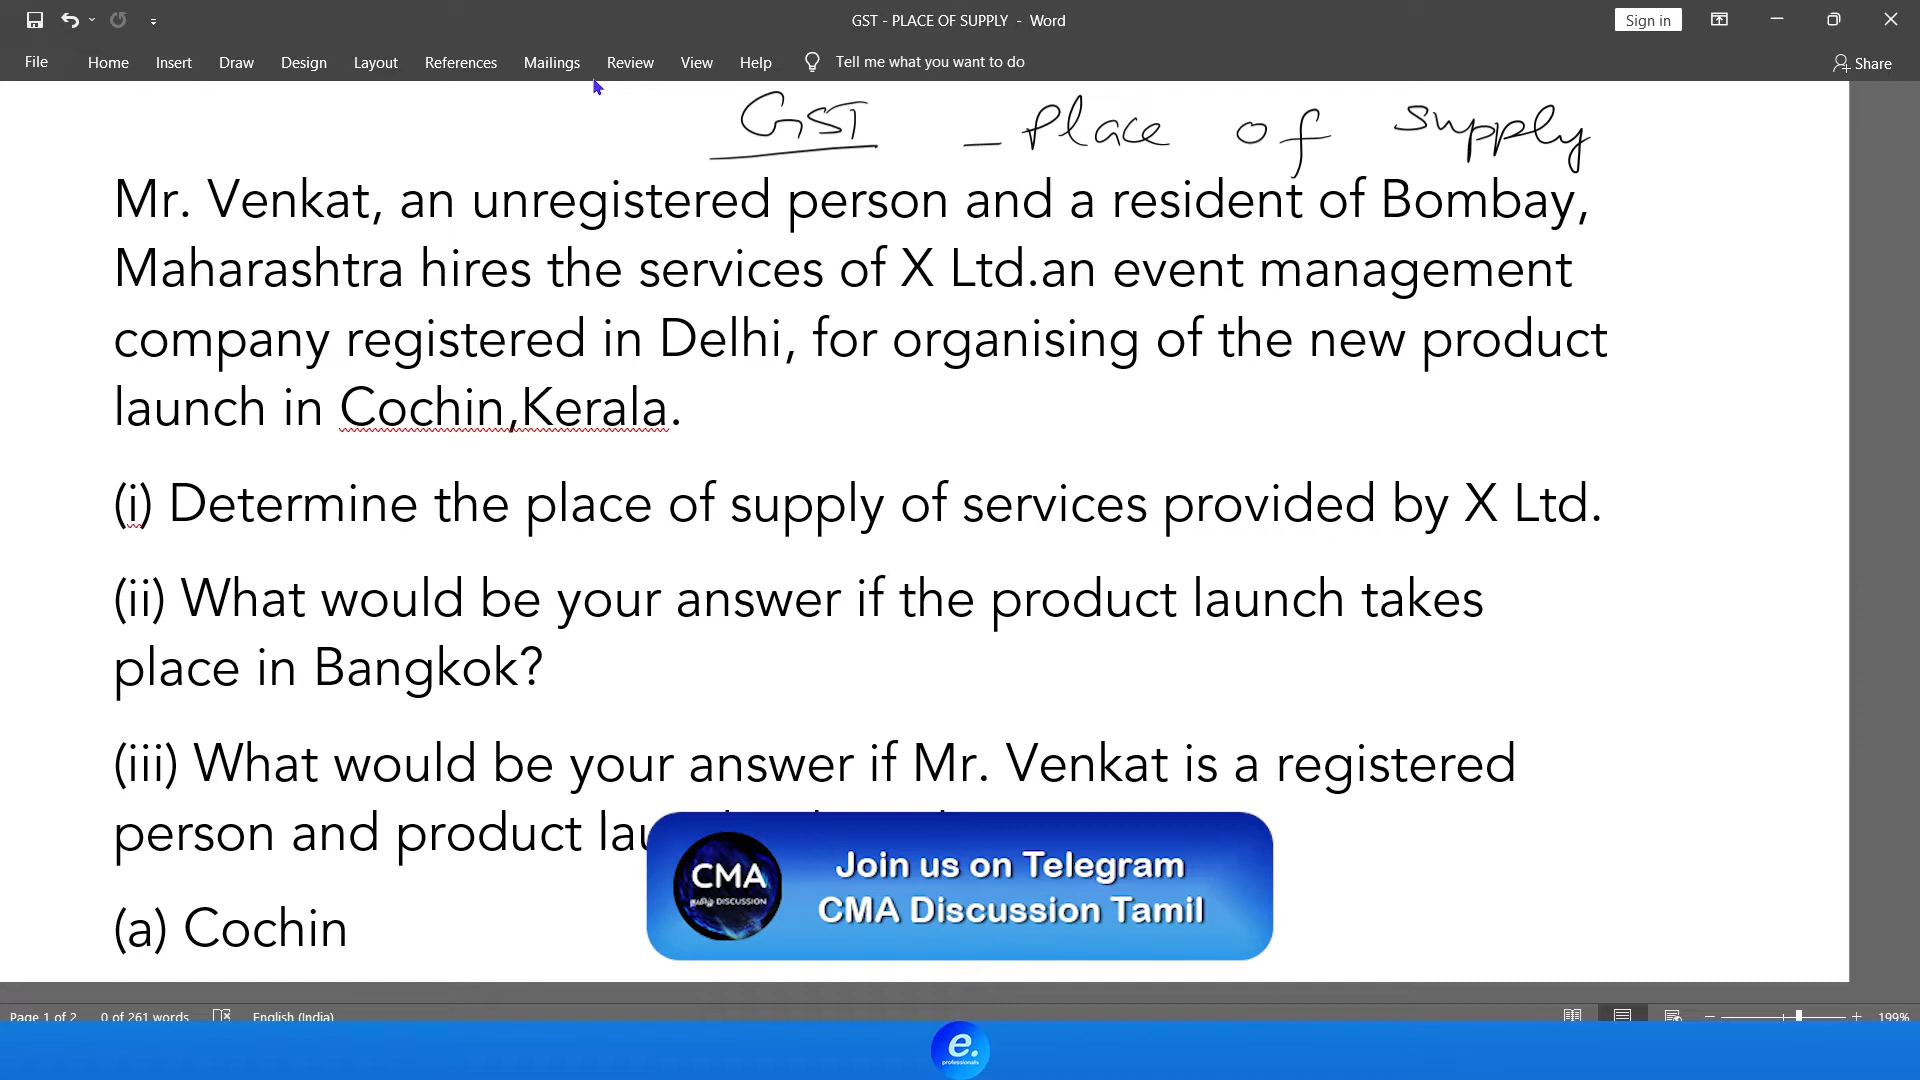 GST - PLACE OF SUPPLY - Word
Sign in
File Home Insert Draw Design Layout References Mailings Review View Help Tell me what you want to do
Share
GST - Place of Supply
Mr. Venkat, an unregistered person and a resident of Bombay,
Maharashtra hires the services of X Ltd.an event management
company registered in Delhi, for organising of the new product
launch in Cochin,Kerala.
(i) Determine the place of supply of services provided by X Ltd.
(ii) What would be your answer if the product launch takes
place in Bangkok?
(iii) What would be your answer if Mr. Venkat is a registered
person and product
(a) Cochin
CMA
தமிழ் DISCUSSION
Join us on Telegram
CMA Discussion Tamil
Page 1 of 2 0 of 261 words English (India)
199%
e.
professionals